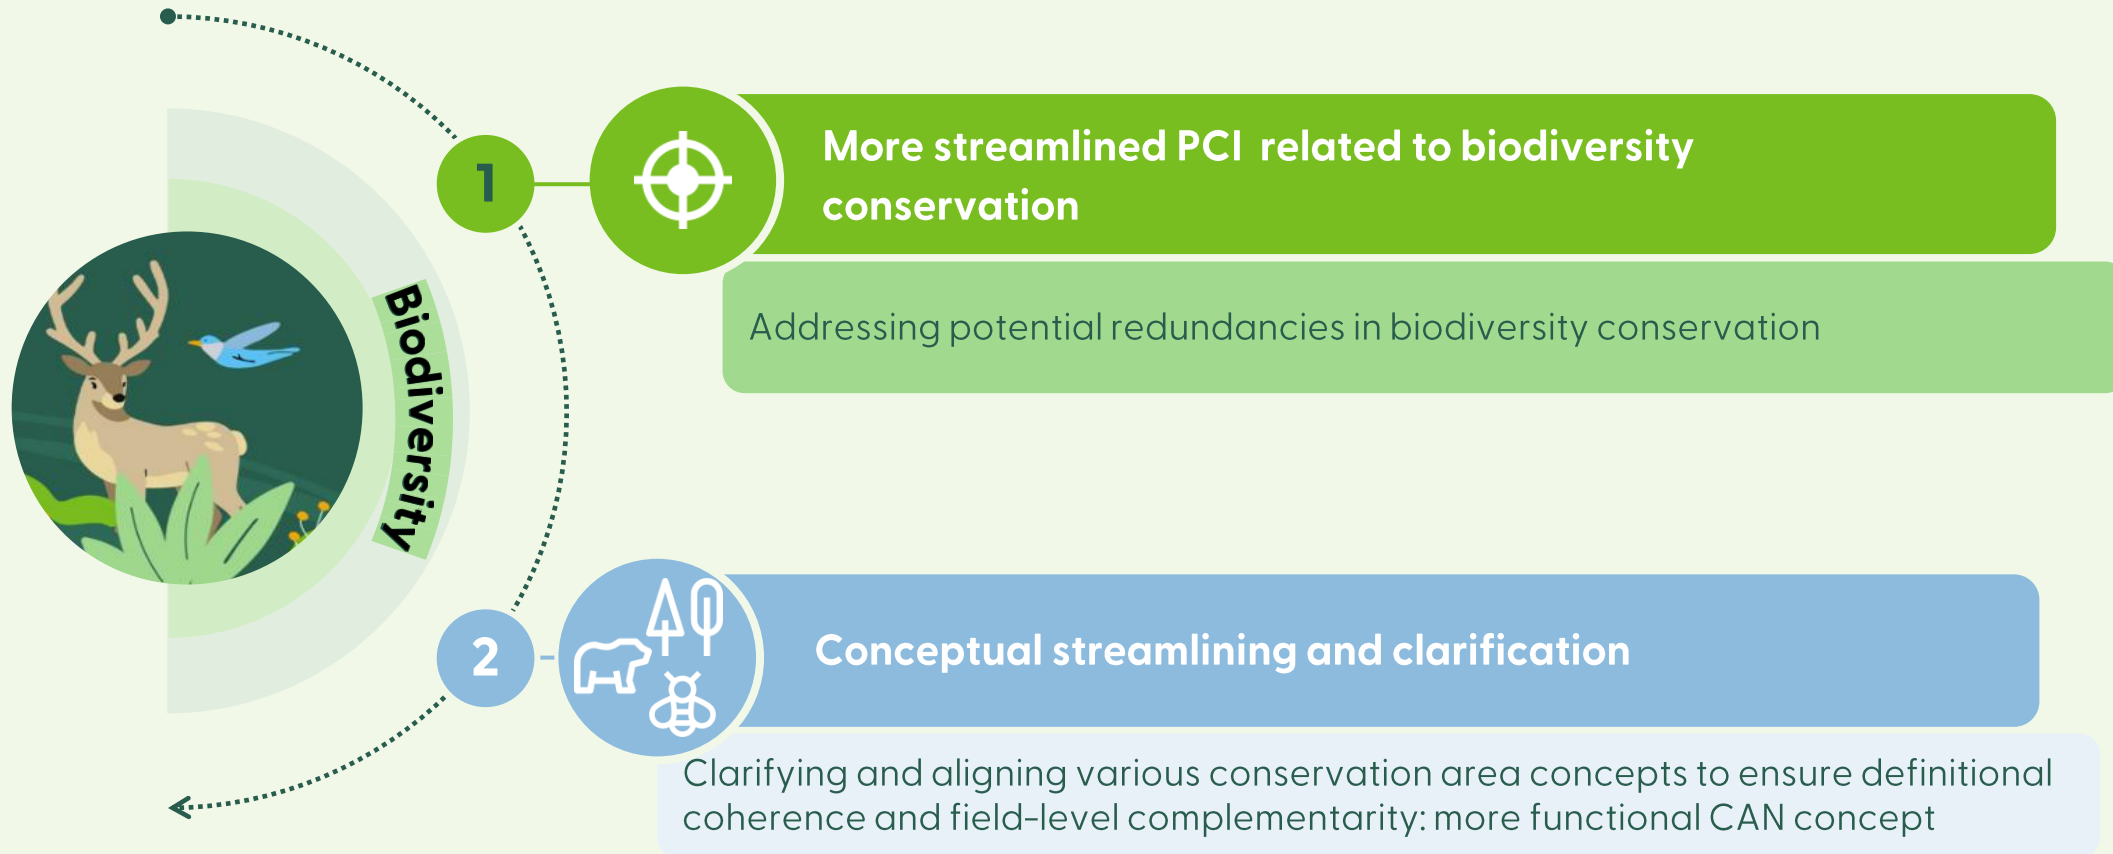 Biodiversity
1
More streamlined PCI  related to biodiversity
conservation
Addressing potential redundancies in biodiversity conservation
2
Conceptual streamlining and clarification
Clarifying and aligning various conservation area concepts to ensure definitional
coherence and field-level complementarity: more functional CAN concept